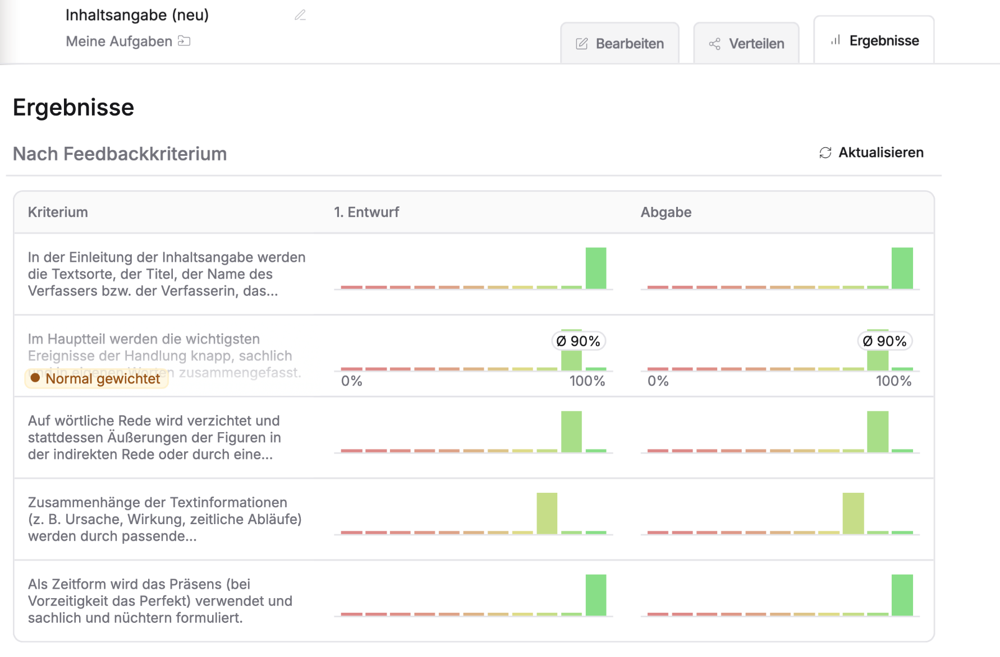 Inhaltsangabe (neu)
Meine Aufgaben
Bearbeiten
Verteilen
Ergebnisse
Ergebnisse
Nach Feedbackkriterium
Aktualisieren
Kriterium
1. Entwurf
Abgabe
In der Einleitung der Inhaltsangabe werden
die Textsorte, der Titel, der Name des
Verfassers bzw. der Verfasserin, das...
Im Hauptteil werden die wichtigsten
Ereignisse der Handlung knapp, sachlich
und in eigenen Worten zusammengefasst.
Normal gewichtet
Ø 90%
0%
100%
Ø 90%
0%
100%
Auf wörtliche Rede wird verzichtet und
stattdessen Äußerungen der Figuren in
der indirekten Rede oder durch eine...
Zusammenhänge der Textinformationen
(z. B. Ursache, Wirkung, zeitliche Abläufe)
werden durch passende...
Als Zeitform wird das Präsens (bei
Vorzeitigkeit das Perfekt) verwendet und
sachlich und nüchtern formuliert.